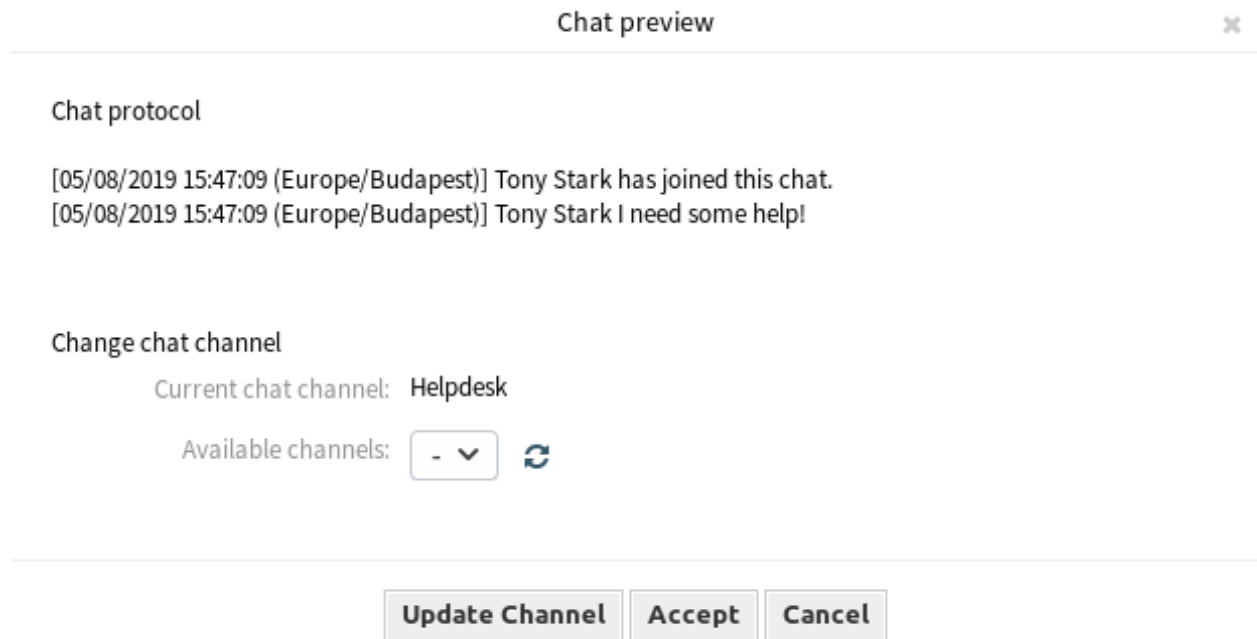 Chat preview
Chat protocol
[05/08/2019 15:47:09 (Europe/Budapest)] Tony Stark has joined this chat.
[05/08/2019 15:47:09 (Europe/Budapest)] Tony Stark I need some help!
Change chat channel
Current chat channel: Helpdesk
Available channels: -
Update Channel Accept Cancel